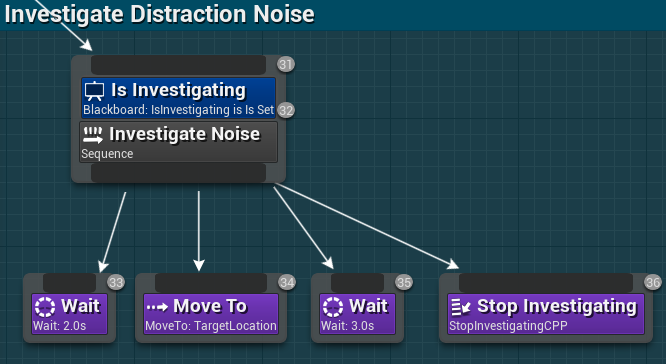 Investigate Distraction Noise
31
Is Investigating
Blackboard: IsInvestigating is Is Set
32
Investigate Noise
Sequence
33
34
35
36
Wait
Wait: 2.0s
Move To
MoveTo: TargetLocation
Wait
Wait: 3.0s
Stop Investigating
StopInvestigatingCPP